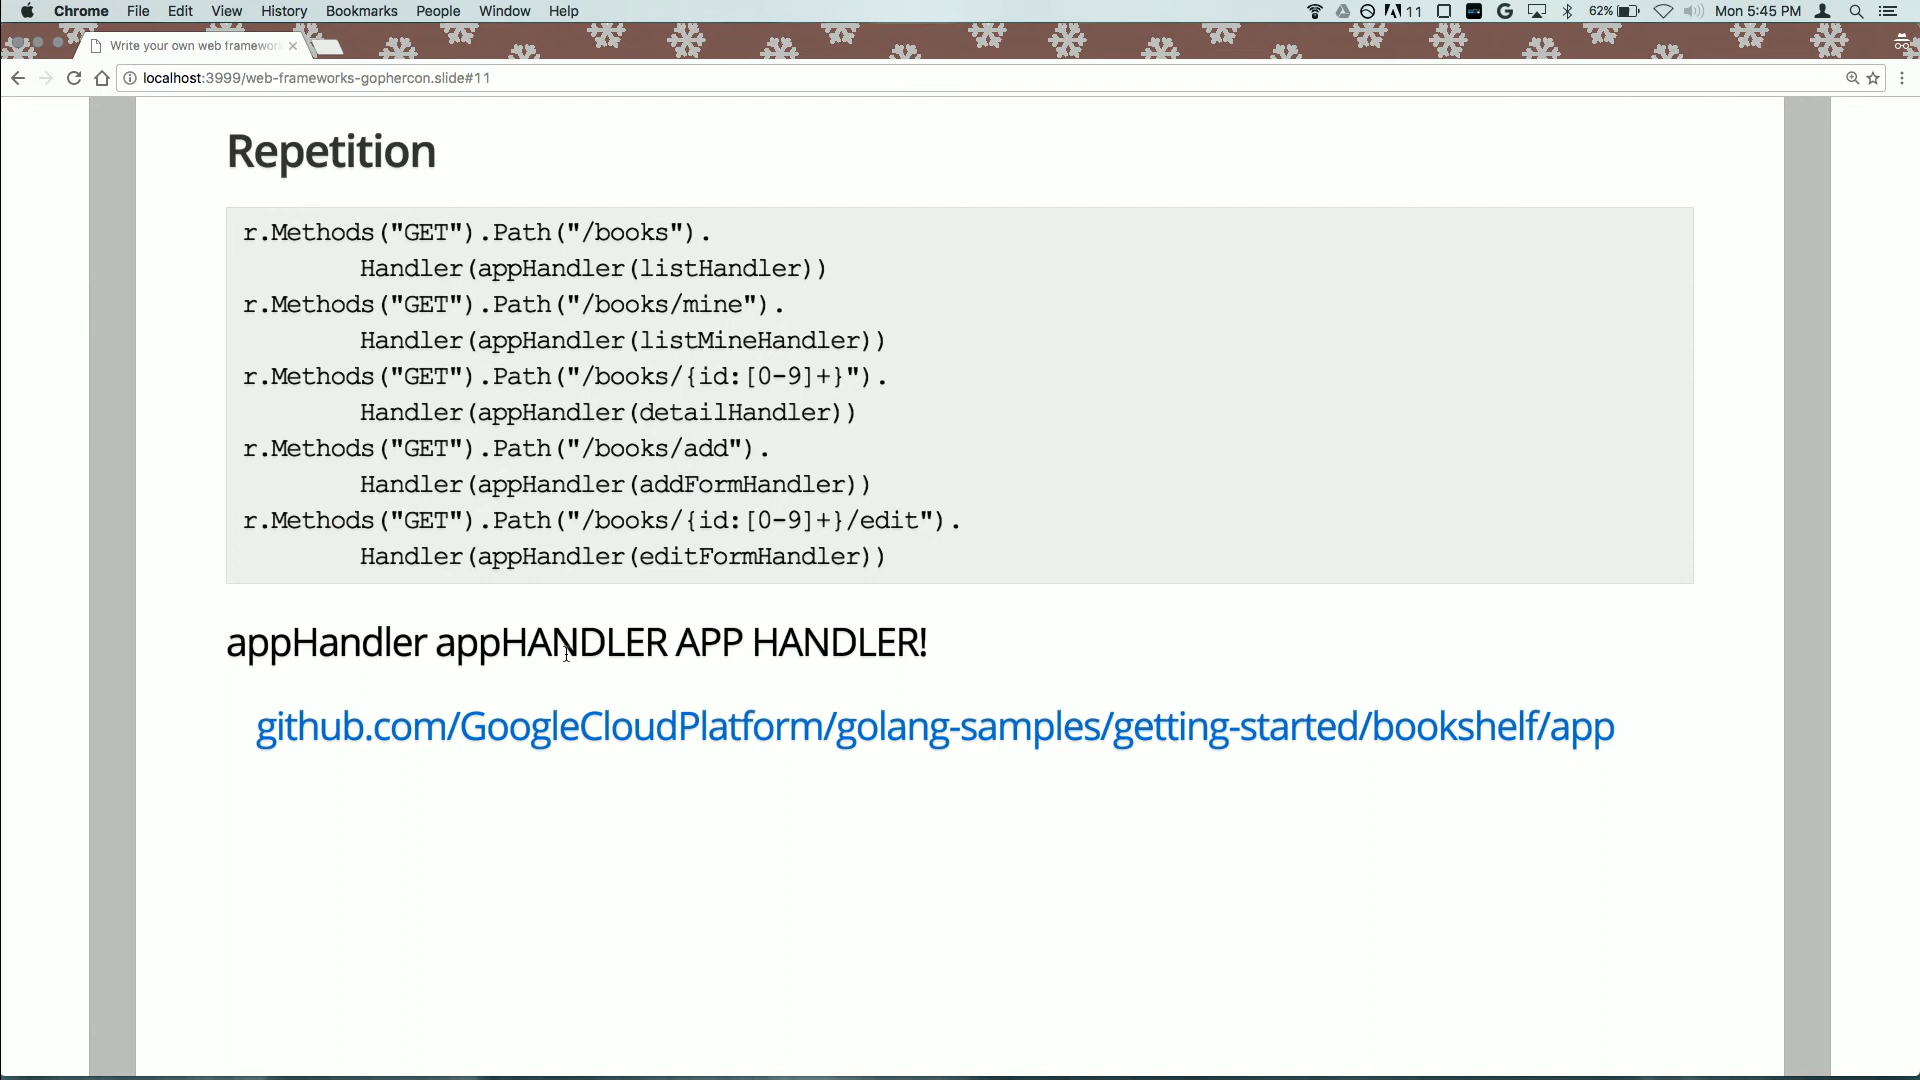 Chrome File Edit View History Bookmarks People Window Help
11 62% Mon 5:45 PM
Write your own web framewor
localhost:3999/web-frameworks-gophercon.slide#11
Repetition
r.Methods("GET").Path("/books").
Handler(appHandler(listHandler))
r.Methods("GET").Path("/books/mine").
Handler(appHandler(listMineHandler))
r.Methods("GET").Path("/books/{id:[0-9]+}").
Handler(appHandler(detailHandler))
r.Methods("GET").Path("/books/add").
Handler(appHandler(addFormHandler))
r.Methods("GET").Path("/books/{id:[0-9]+}/edit").
Handler(appHandler(editFormHandler))
appHandler appHANDLER APP HANDLER!
github.com/GoogleCloudPlatform/golang-samples/getting-started/bookshelf/app